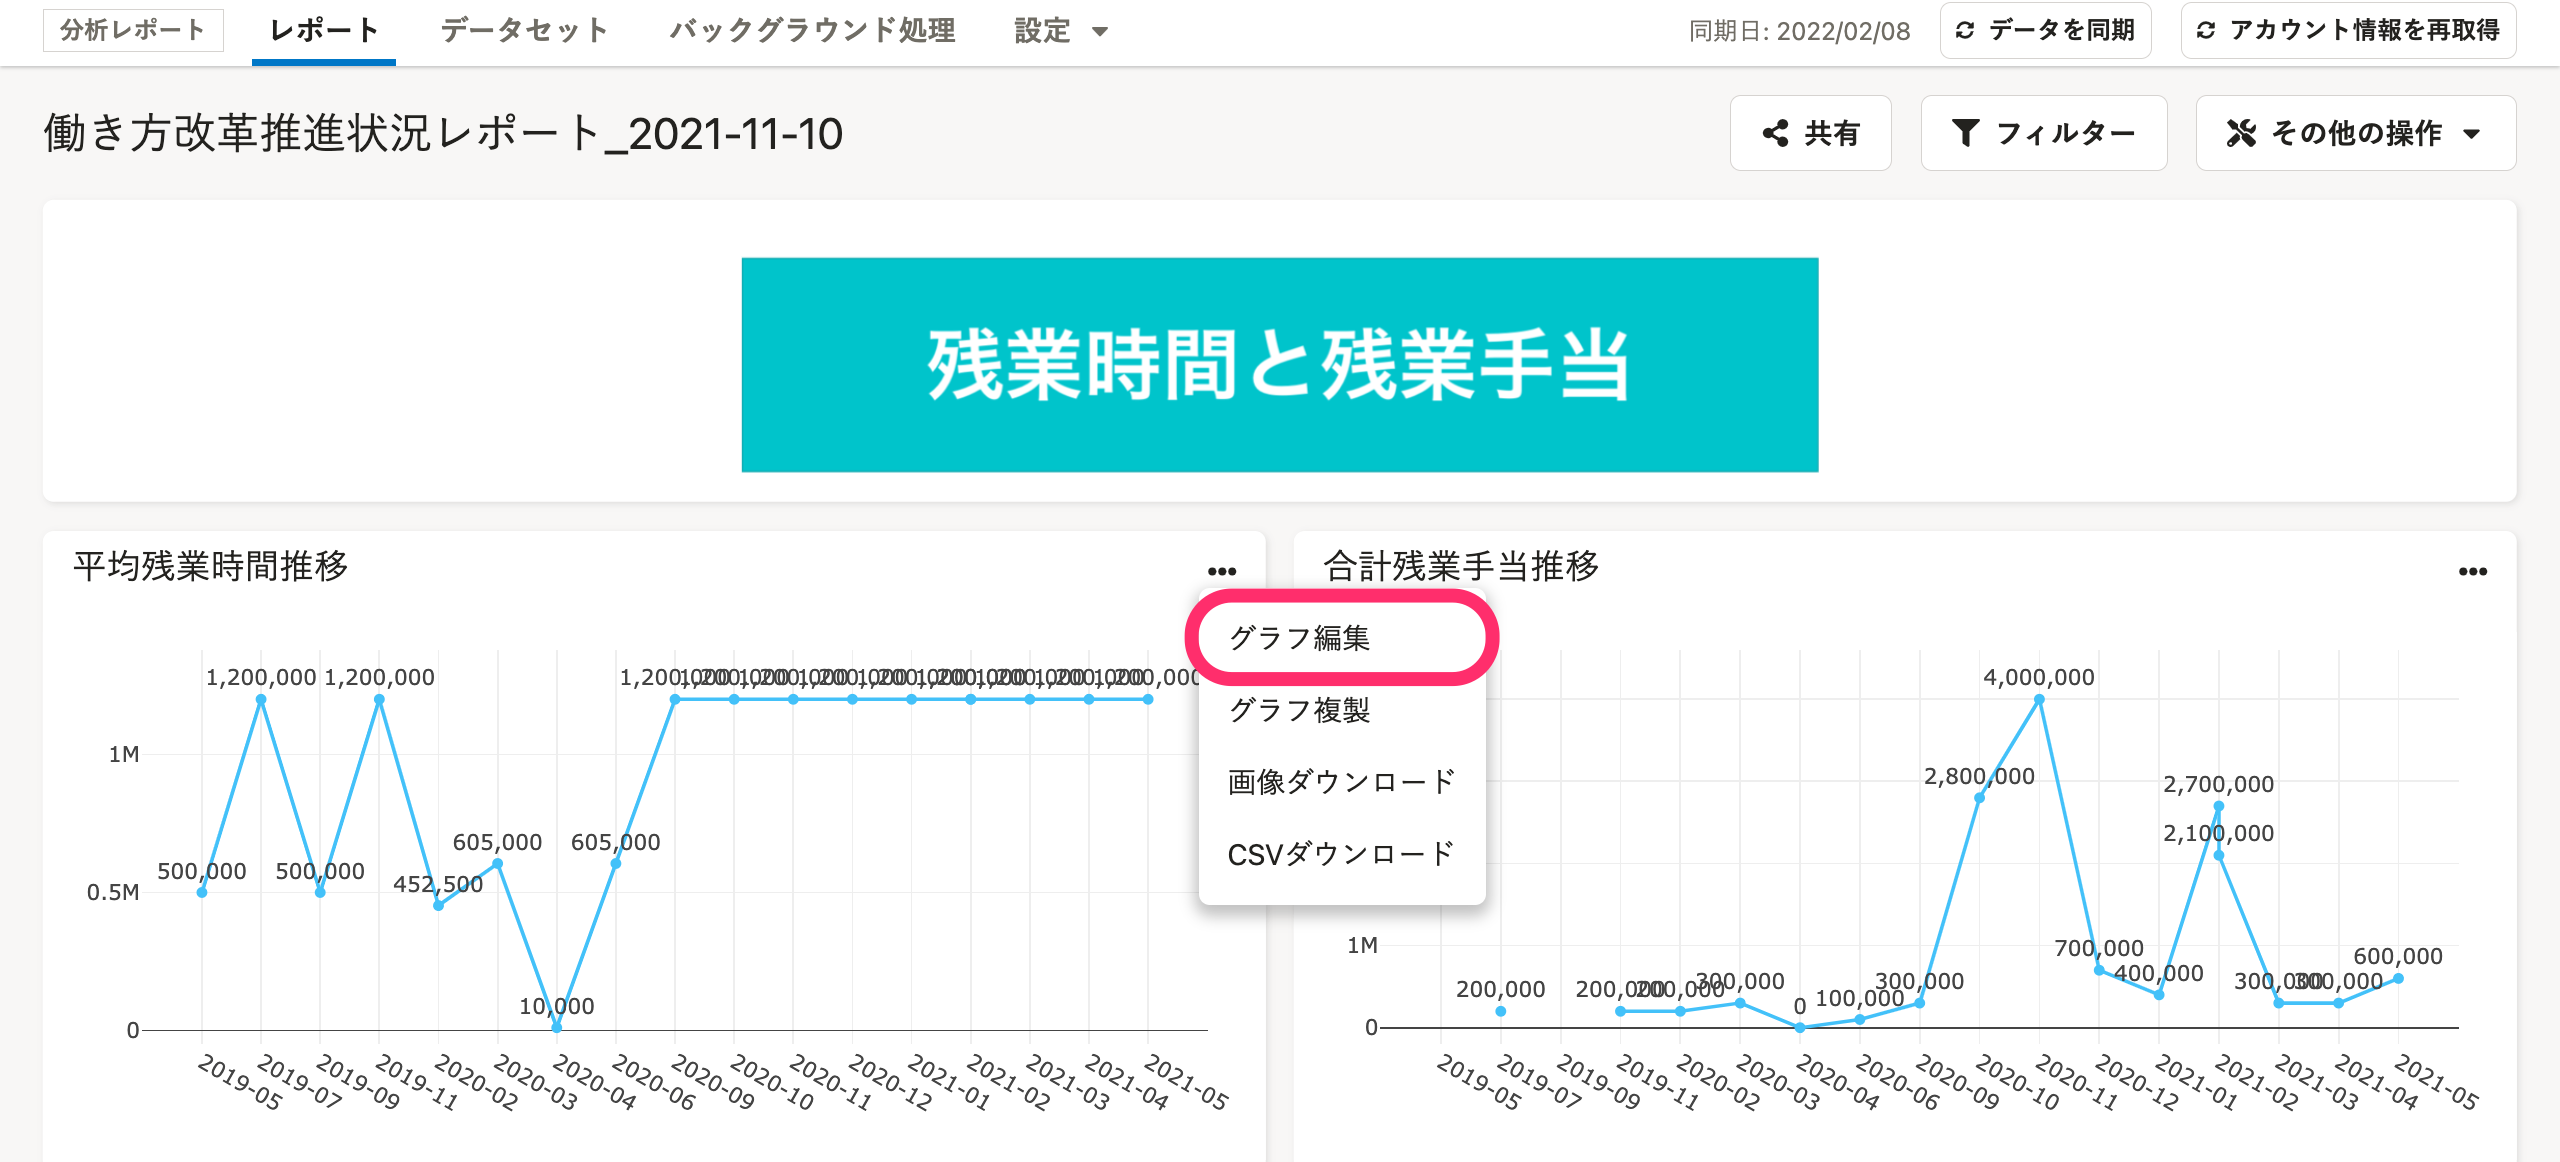 分析レポート レポート データセット バックグラウンド処理 設定 同期日: 2022/02/08 データを同期 アカウント情報を再取得
働き方改革推進状況レポート_2021-11-10 共有 フィルター その他の操作
残業時間と残業手当
平均残業時間推移
1,200,000 1,200,000 1,200,000 1,200,000 1,200,000 1,200,000 1,200,000 1,200,000 1,200,000 1,200,000 1,200,000
1M
605,000 605,000
500,000 500,000
452,500
0.5M
10,000
0
2019-05 2019-07 2019-09 2019-11 2020-02 2020-03 2020-04 2020-06 2020-09 2020-10 2020-11 2020-12 2021-01 2021-02 2021-03 2021-04 2021-05
グラフ編集
グラフ複製
画像ダウンロード
CSVダウンロード
合計残業手当推移
4,000,000
2,800,000 2,700,000
2,100,000
1M 700,000 600,000
400,000
300,000 300,000 300,000 300,000
200,000 200,000 200,000
0 100,000
0
2019-05 2019-07 2019-09 2019-11 2020-02 2020-03 2020-04 2020-06 2020-09 2020-10 2020-11 2020-12 2021-01 2021-02 2021-03 2021-04 2021-05